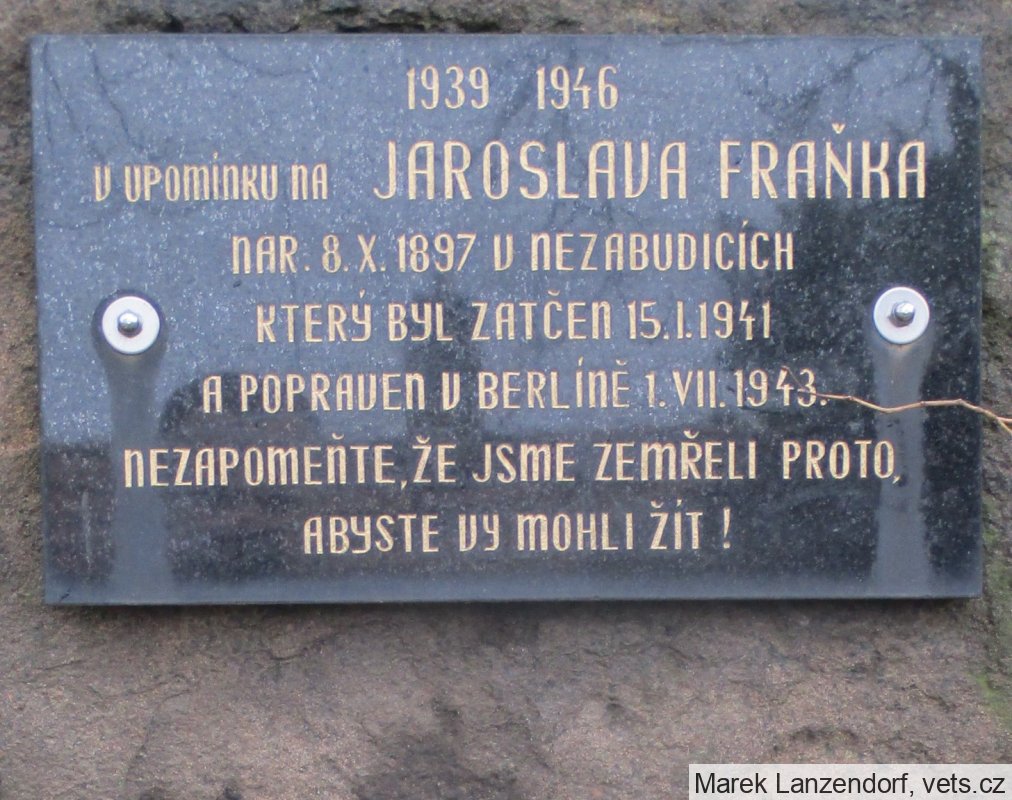 1939 1946
V UPOMÍNKU NA JAROSLAVA FRAŇKA
NAR. 8. X. 1897 V NEZABUDICÍCH
KTERÝ BYL ZATČEN 15. I. 1941
A POPRAVEN V BERLÍNĚ 1. VII. 1943.
NEZAPOMEŇTE, ŽE JSME ZEMŘELI PROTO,
ABYSTE VY MOHLI ŽÍT !
Marek Lanzendorf, vets.cz